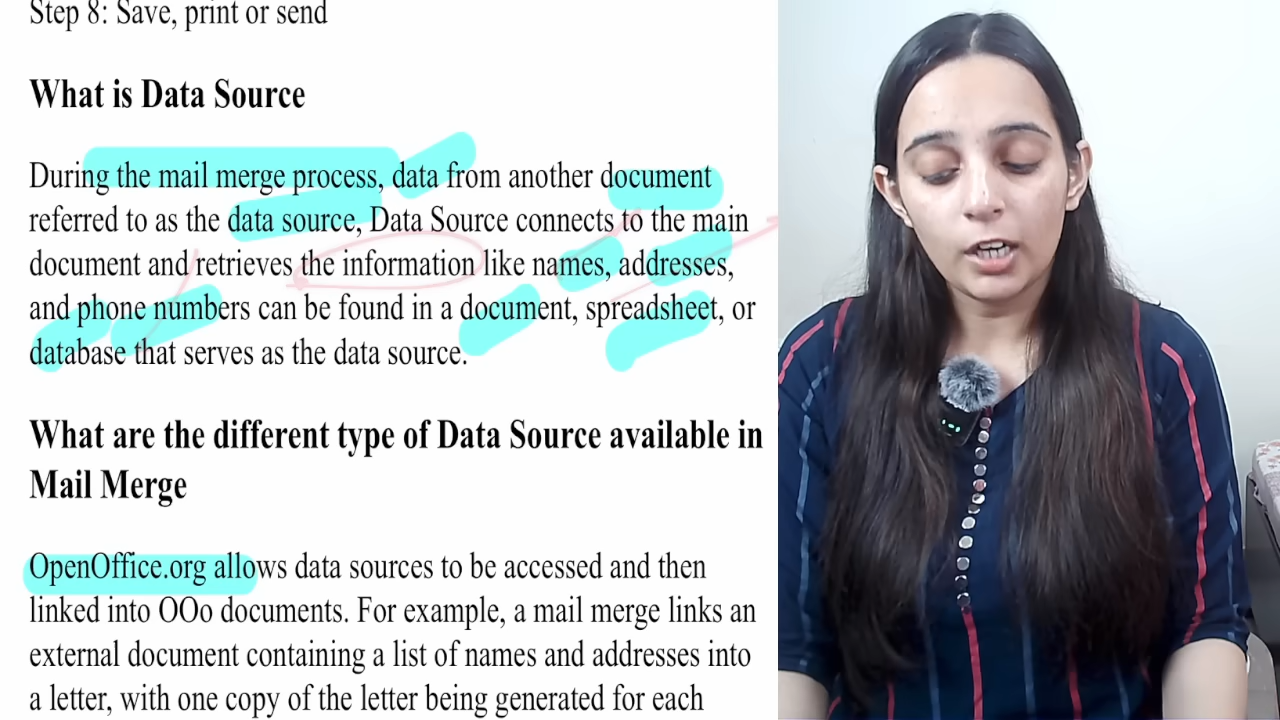 Step 8: Save, print or send
What is Data Source
During the mail merge process, data from another document
referred to as the data source, Data Source connects to the main
document and retrieves the information like names, addresses,
and phone numbers can be found in a document, spreadsheet, or
database that serves as the data source.
What are the different type of Data Source available in
Mail Merge
OpenOffice.org allows data sources to be accessed and then
linked into OOo documents. For example, a mail merge links an
external document containing a list of names and addresses into
a letter, with one copy of the letter being generated for each